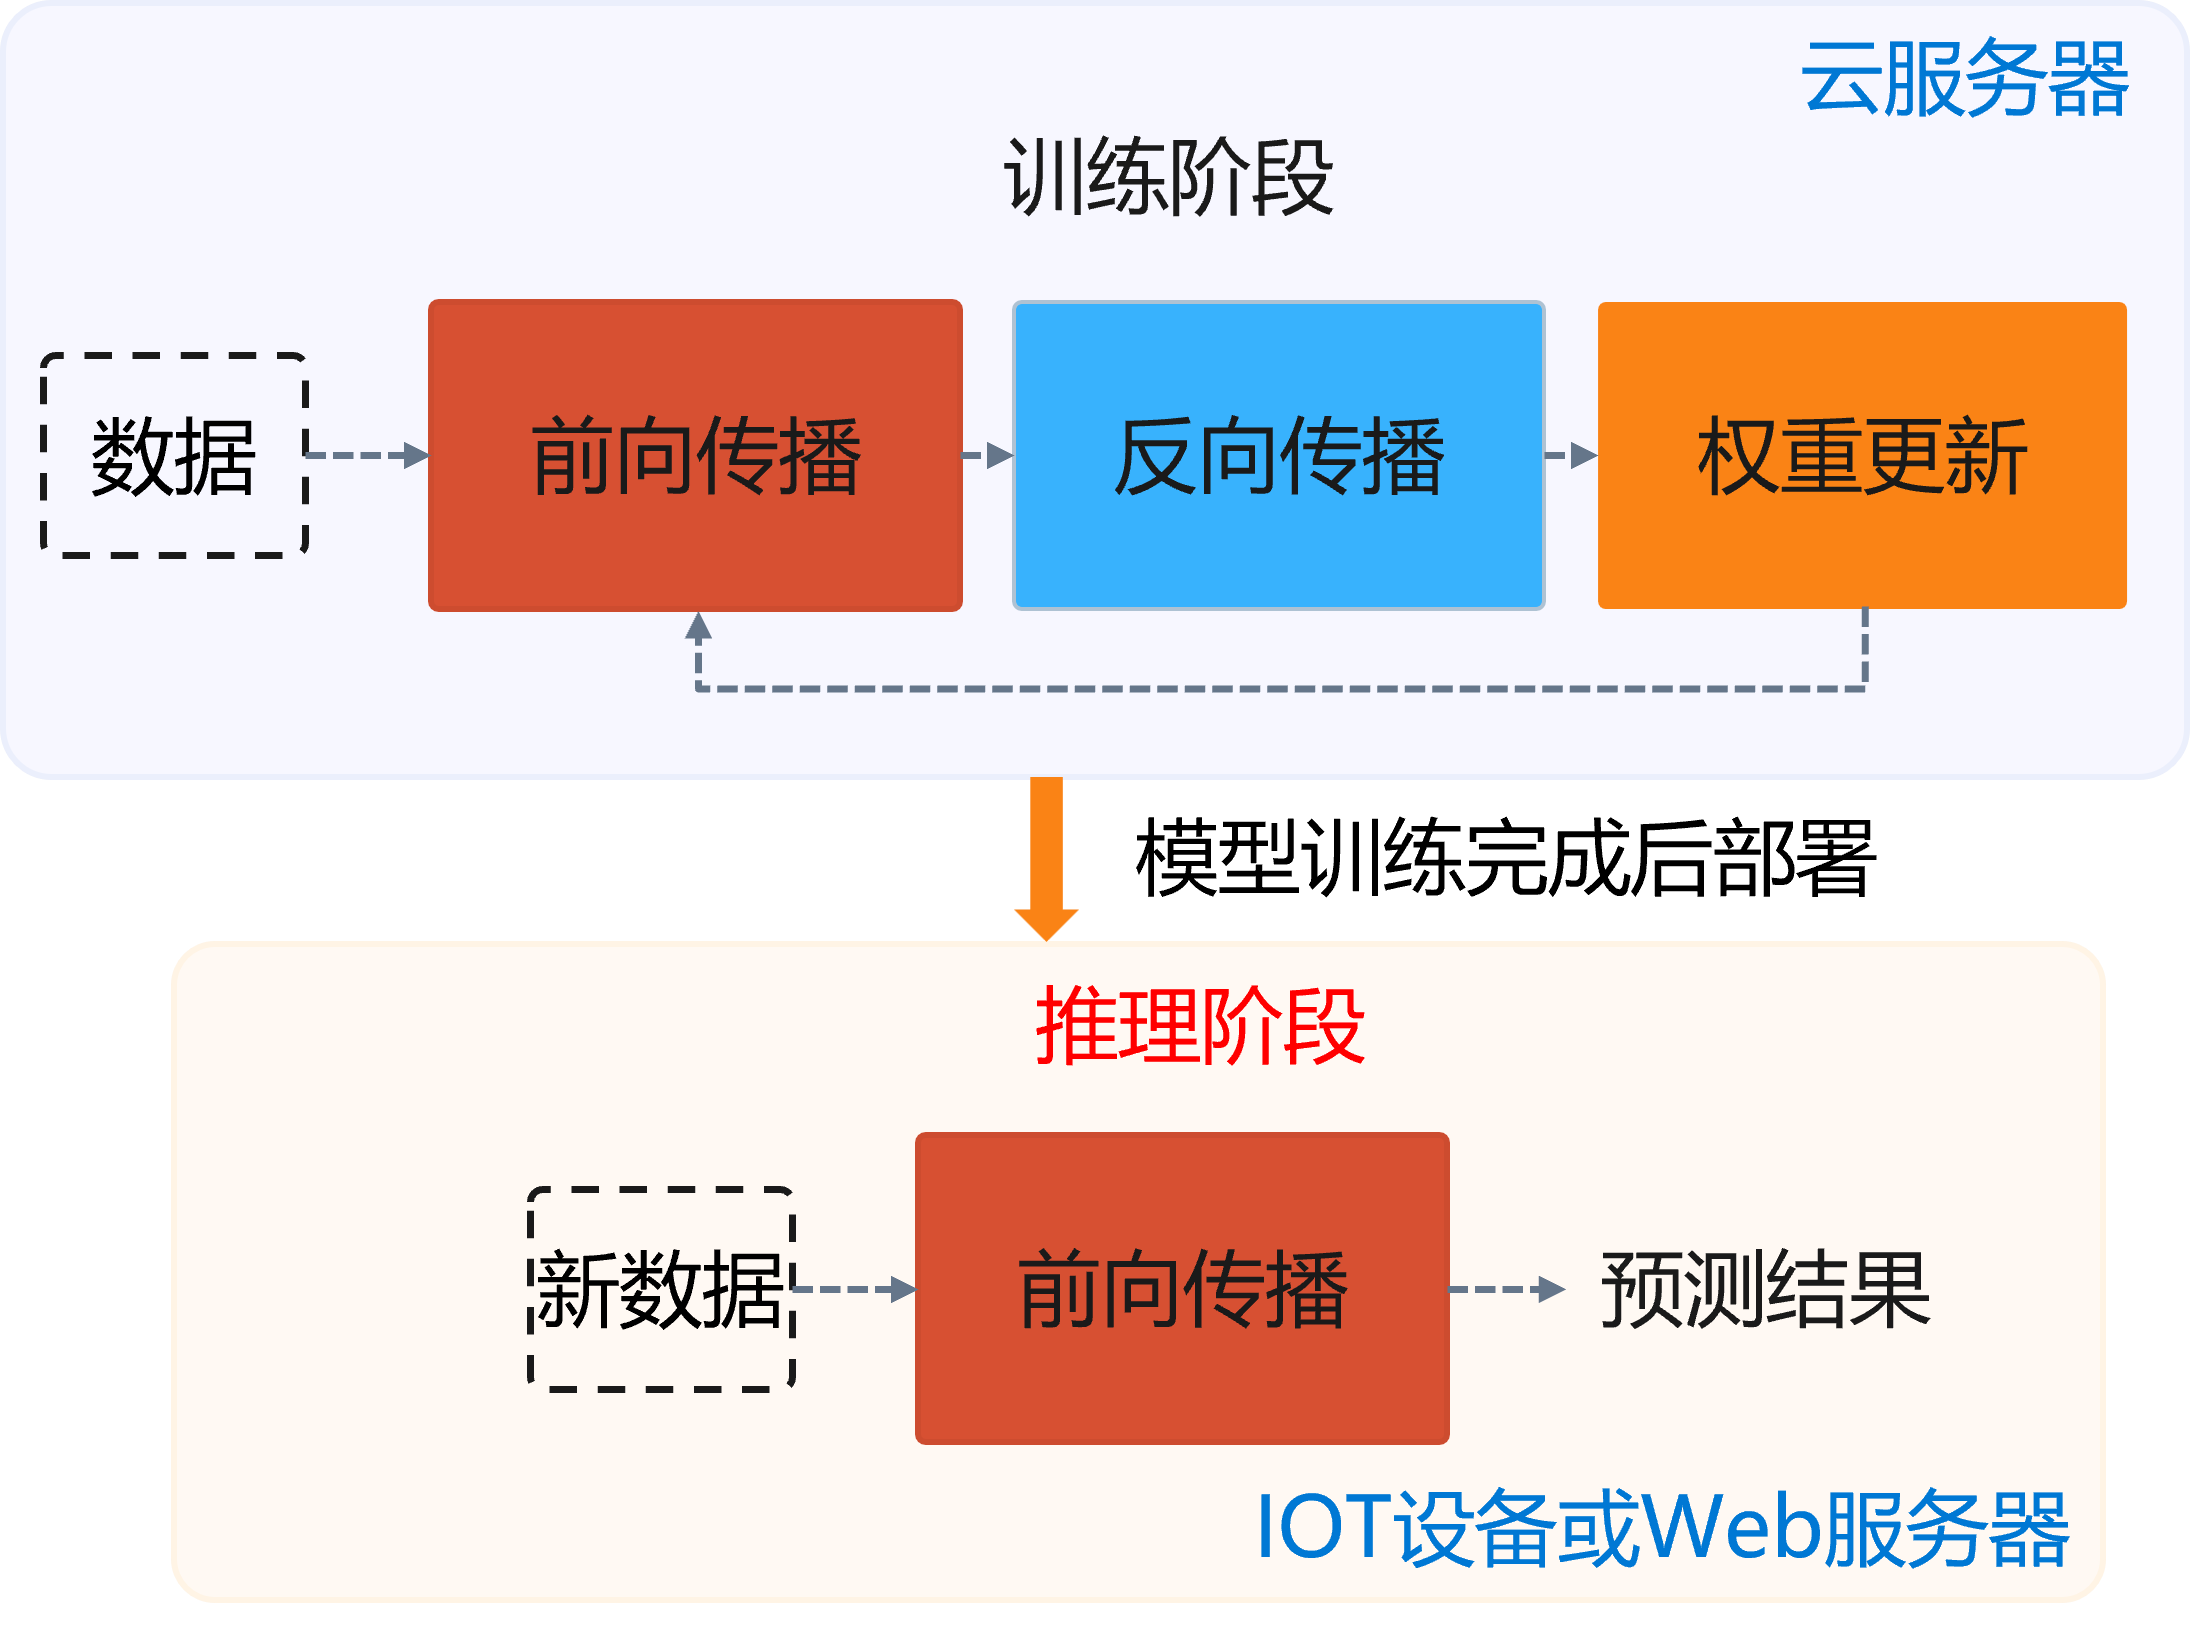 云服务器
训练阶段
数据
前向传播
反向传播
权重更新
模型训练完成后部署
推理阶段
新数据
前向传播
预测结果
IOT设备或Web服务器